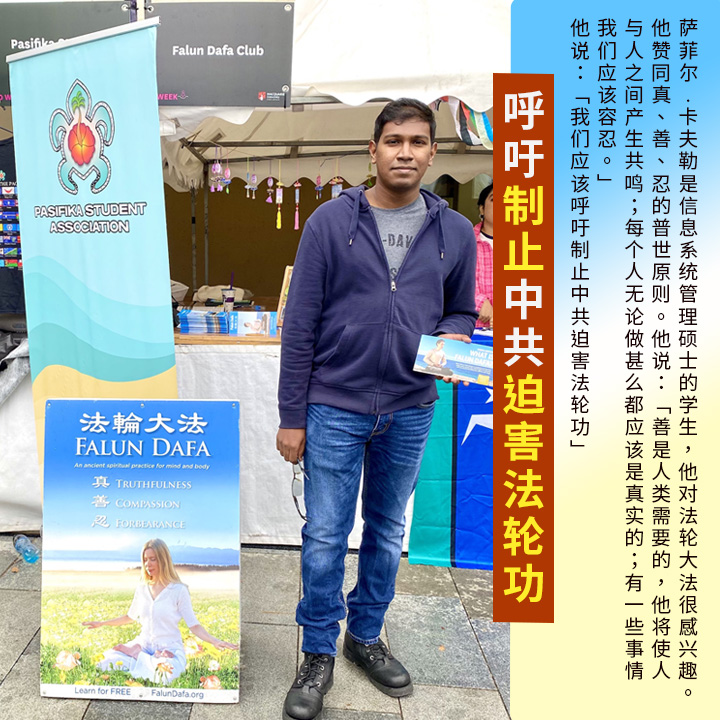 萨菲尔．卡夫勒是信息系统管理硕士的学生，他对法轮大法很感兴趣。
他赞同真、善、忍的普世原则。他说：「善是人类需要的，他将使人
与人之间产生共鸣；每个人无论做甚么都应该是真实的；有一些事情
我们应该容忍。」
他说：「我们应该呼吁制止中共迫害法轮功」
呼吁制止中共迫害法轮功
Pasifika
Falun Dafa Club
WEEK
PASIFIKA STUDENT
ASSOCIATION
法輪大法
FALUN DAFA
An ancient spiritual practice for mind and body
真 TRUTHFULNESS
善 COMPASSION
忍 FORBEARANCE
Learn for FREE FalunDafa.org